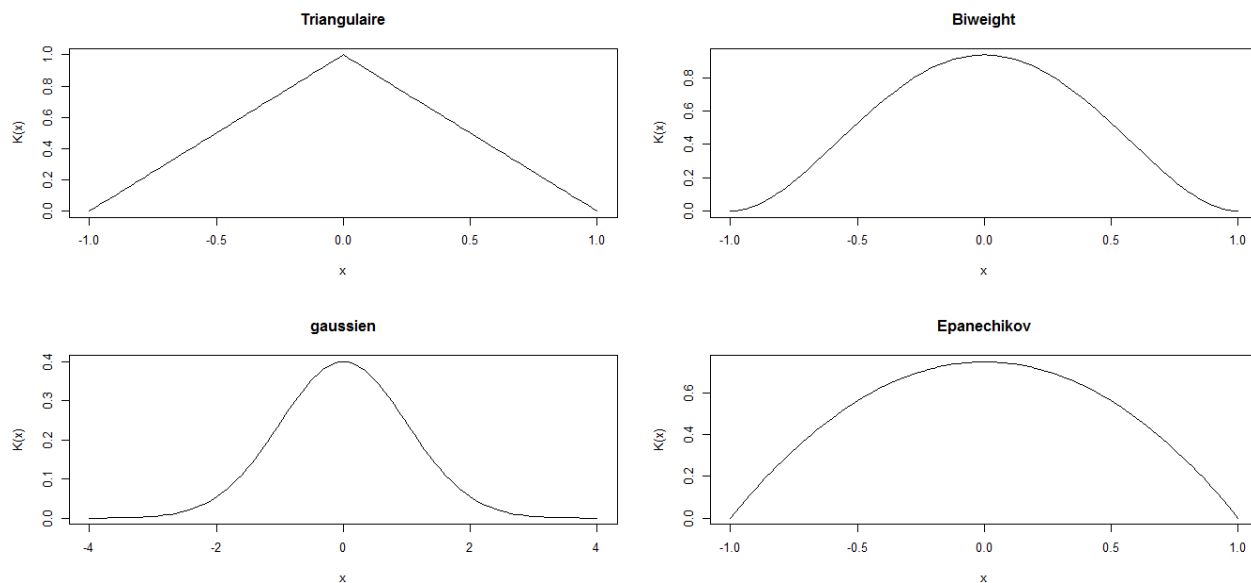 Triangulaire
K(x)
0.0 0.2 0.4 0.6 0.8 1.0
-1.0 -0.5 0.0 0.5 1.0
x
Biweight
K(x)
0.0 0.2 0.4 0.6 0.8
-1.0 -0.5 0.0 0.5 1.0
x
gaussien
K(x)
0.0 0.1 0.2 0.3 0.4
-4 -2 0 2 4
x
Epanechikov
K(x)
0.0 0.2 0.4 0.6
-1.0 -0.5 0.0 0.5 1.0
x